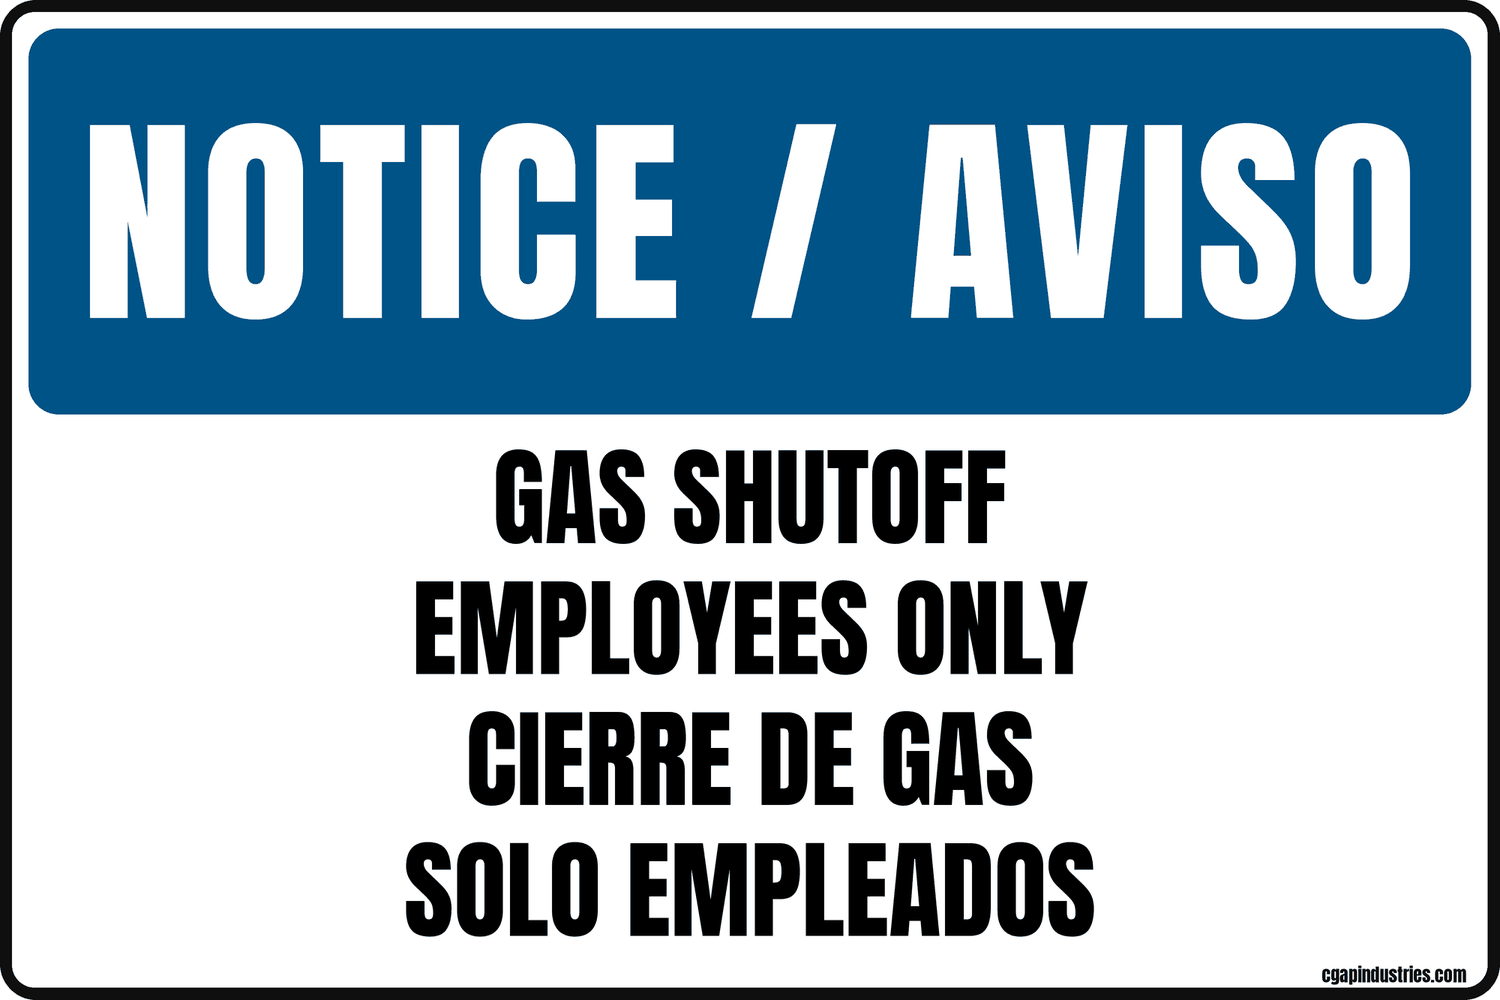 NOTICE / AVISO
GAS SHUTOFF
EMPLOYEES ONLY
CIERRE DE GAS
SOLO EMPLEADOS
cgapindustries.com